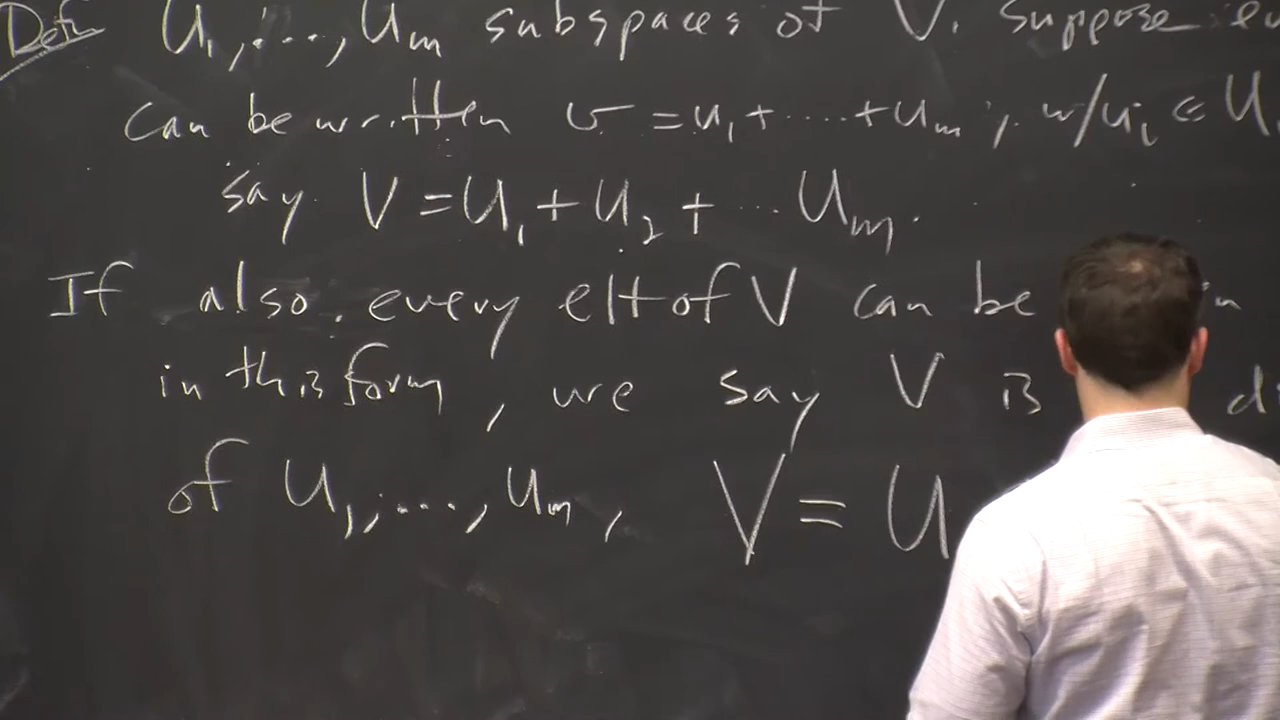 Defn U₁,...,Uₘ subspaces of V. Suppose
can be written v = u₁+.....+uₘ, w/uᵢ ∈ U
say V = U₁ + U₂ + ... Uₘ.
If also every elt of V can be in
in this form, we say V is
of U₁,...,Uₘ, V = U